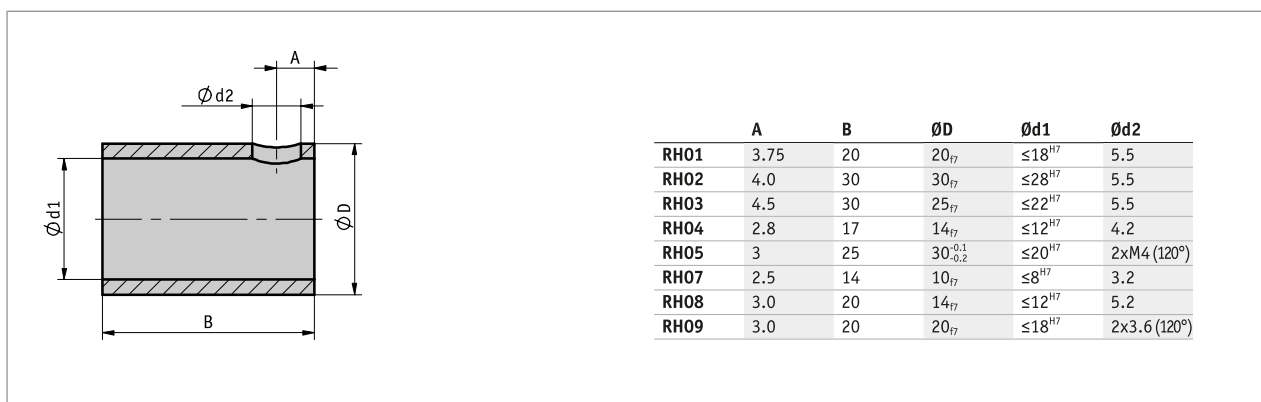 A
Ød2
Ød1
ØD
B
A B ØD Ød1 Ød2
RH01 3.75 20 20f7 ≤18H7 5.5
RH02 4.0 30 30f7 ≤28H7 5.5
RH03 4.5 30 25f7 ≤22H7 5.5
RH04 2.8 17 14f7 ≤12H7 4.2
RH05 3 25 30-0.1-0.2 ≤20H7 2xM4 (120°)
RH07 2.5 14 10f7 ≤8H7 3.2
RH08 3.0 20 14f7 ≤12H7 5.2
RH09 3.0 20 20f7 ≤18H7 2x3.6 (120°)